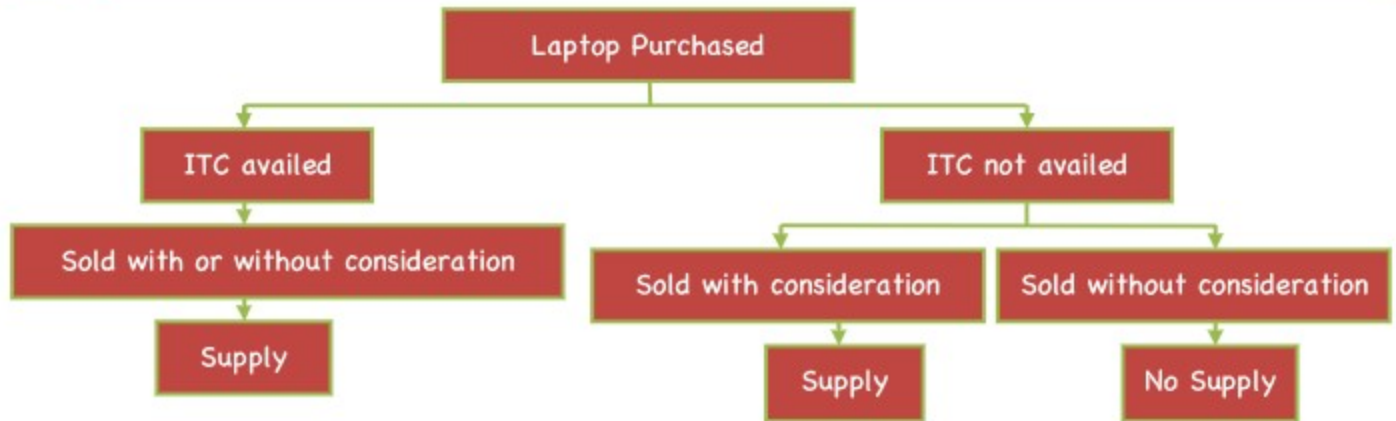 Laptop Purchased
ITC availed
ITC not availed
Sold with or without consideration
Sold with consideration
Sold without consideration
Supply
Supply
No Supply